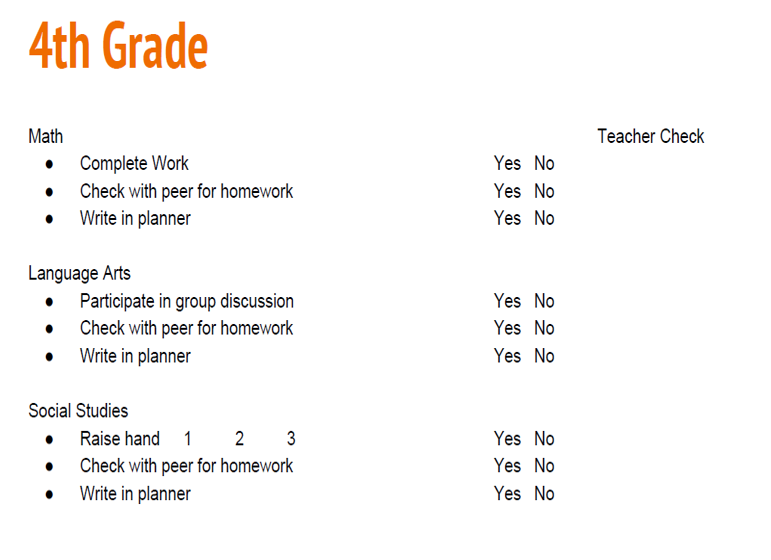 4th Grade
Math Teacher Check
● Complete Work Yes No
● Check with peer for homework Yes No
● Write in planner Yes No
Language Arts
● Participate in group discussion Yes No
● Check with peer for homework Yes No
● Write in planner Yes No
Social Studies
● Raise hand 1 2 3 Yes No
● Check with peer for homework Yes No
● Write in planner Yes No